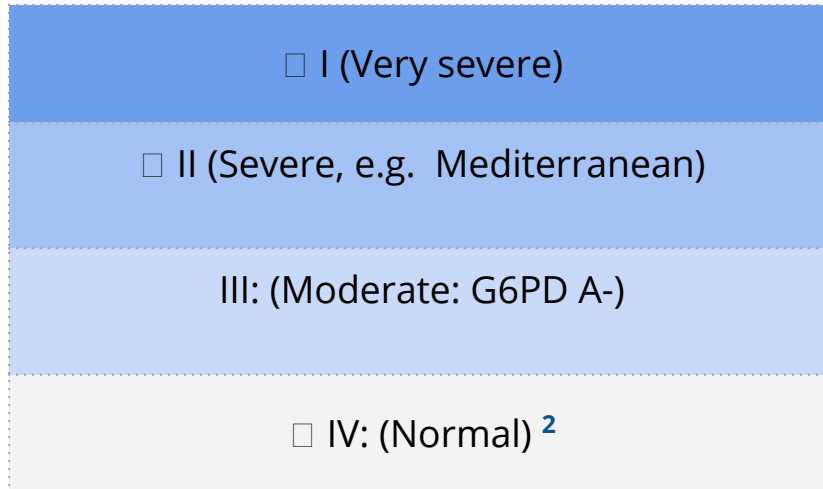 □ I (Very severe)
□ II (Severe, e.g. Mediterranean)
III: (Moderate: G6PD A-)
□ IV: (Normal) 2